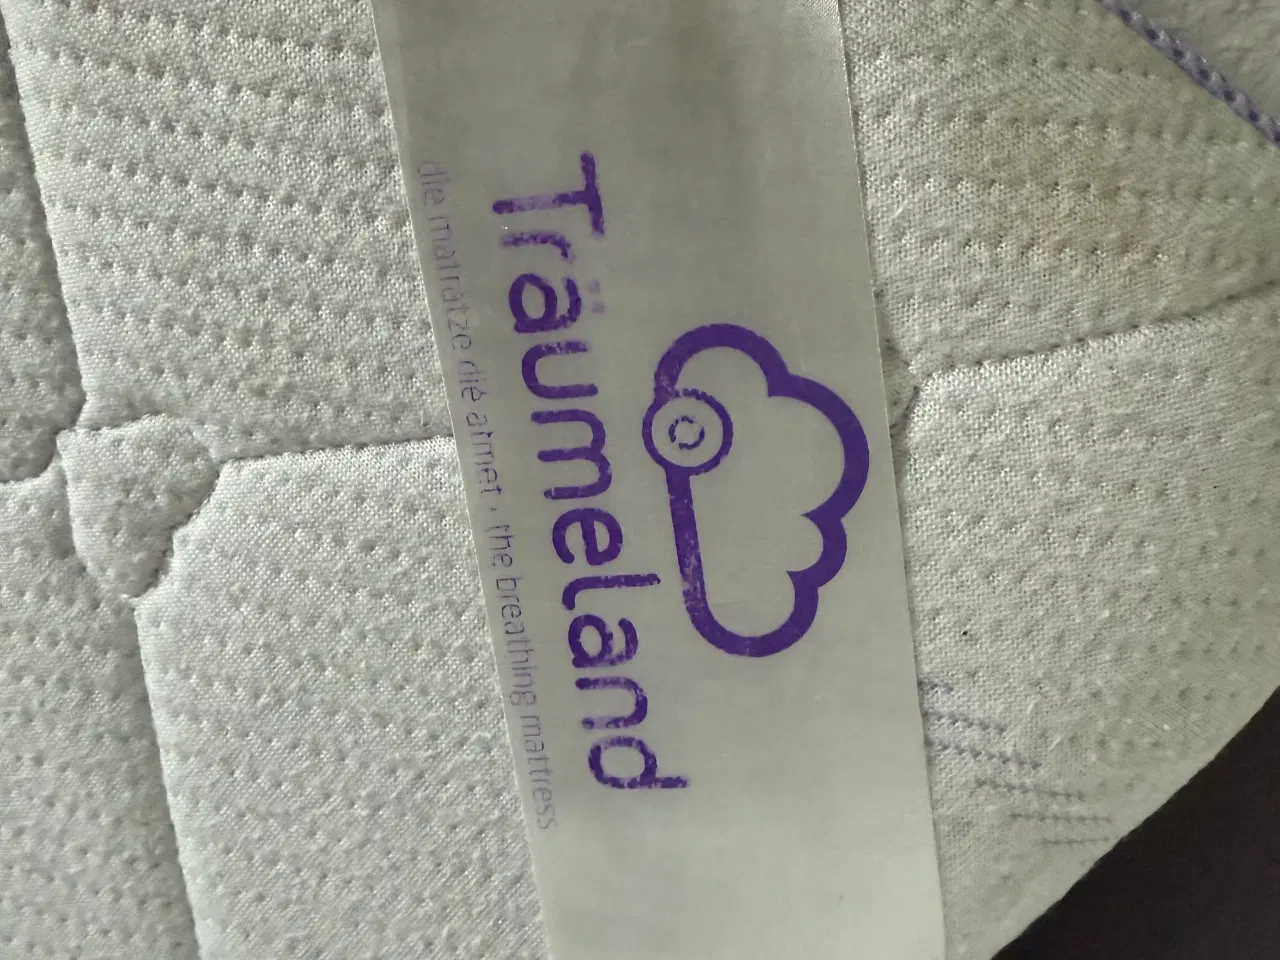 Träumeland
die matratze die atmet · the breathing mattress